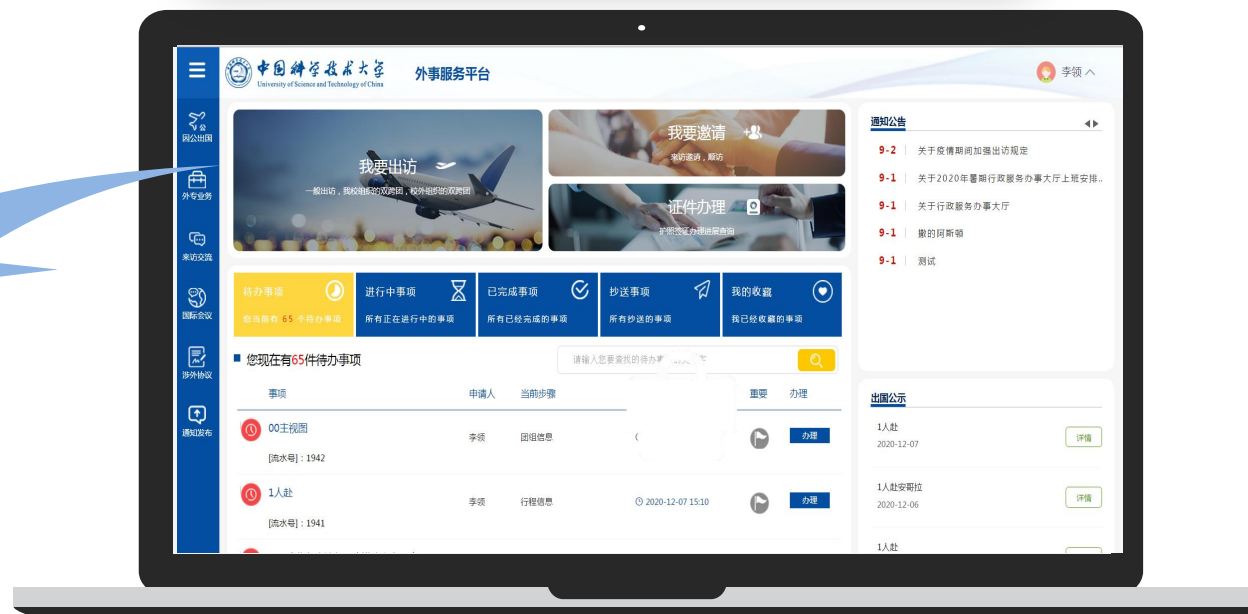 中国科学技术大学
University of Science and Technology of China
外事服务平台
李领
因公出国
外专业务
来访交流
国际会议
涉外协议
通知发布
我要出访
一般出访，我校组织的双跨团，校外组织的双跨团
我要邀请
来访邀请，顺访
证件办理
护照签证办理进展查询
待办事项
您当前有 65 个待办事项
进行中事项
所有正在进行中的事项
已完成事项
所有已经完成的事项
抄送事项
所有抄送的事项
我的收藏
我已经收藏的事项
您现在有65件待办事项
请输入您要查找的待办事
事项 申请人 当前步骤 重要 办理
00主视图
李领 团组信息 办理
[流水号]：1942
1人赴
李领 行程信息 2020-12-07 15:10 办理
[流水号]：1941
通知公告
9-2 关于疫情期间加强出访规定
9-1 关于2020年暑期行政服务办事大厅上班安排..
9-1 关于行政服务办事大厅
9-1 撒的阿斯顿
9-1 测试
出国公示
1人赴
2020-12-07
详情
1人赴安哥拉
2020-12-06
详情
1人赴